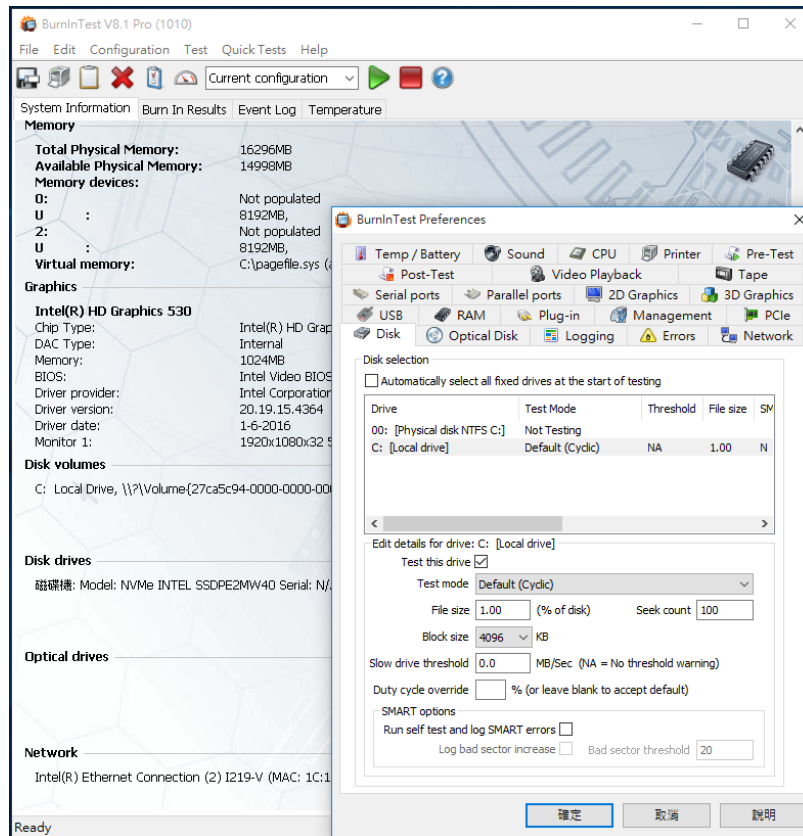 BurnInTest V8.1 Pro (1010)
File Edit Configuration Test Quick Tests Help
Current configuration
System Information Burn In Results Event Log Temperature
Memory
Total Physical Memory: 16296MB
Available Physical Memory: 14998MB
Memory devices:
0: Not populated
U : 8192MB,
2: Not populated
U : 8192MB,
Virtual memory: C:\pagefile.sys
Graphics
Intel(R) HD Graphics 530
Chip Type: Intel(R) HD Grap
DAC Type: Internal
Memory: 1024MB
BIOS: Intel Video BIOS
Driver provider: Intel Corporation
Driver version: 20.19.15.4364
Driver date: 1-6-2016
Monitor 1: 1920x1080x32
Disk volumes
C: Local Drive, \\?\Volume{27ca5c94-0000-0000-00
Disk drives
磁碟機: Model: NVMe INTEL SSDPE2MW40 Serial: N/
Optical drives
Network
Intel(R) Ethernet Connection (2) I219-V (MAC: 1C:1
Ready
BurnInTest Preferences
Temp / Battery Sound CPU Printer Pre-Test
Post-Test Video Playback Tape
Serial ports Parallel ports 2D Graphics 3D Graphics
USB RAM Plug-in Management PCIe
Disk Optical Disk Logging Errors Network
Disk selection
Automatically select all fixed drives at the start of testing
Drive Test Mode Threshold File size SM
00: [Physical disk NTFS C:] Not Testing
C: [Local drive] Default (Cyclic) NA 1.00 N
Edit details for drive: C: [Local drive]
Test this drive
Test mode Default (Cyclic)
File size 1.00 (% of disk) Seek count 100
Block size 4096 KB
Slow drive threshold 0.0 MB/Sec (NA = No threshold warning)
Duty cycle override % (or leave blank to accept default)
SMART options
Run self test and log SMART errors
Log bad sector increase Bad sector threshold 20
確定 取消 說明